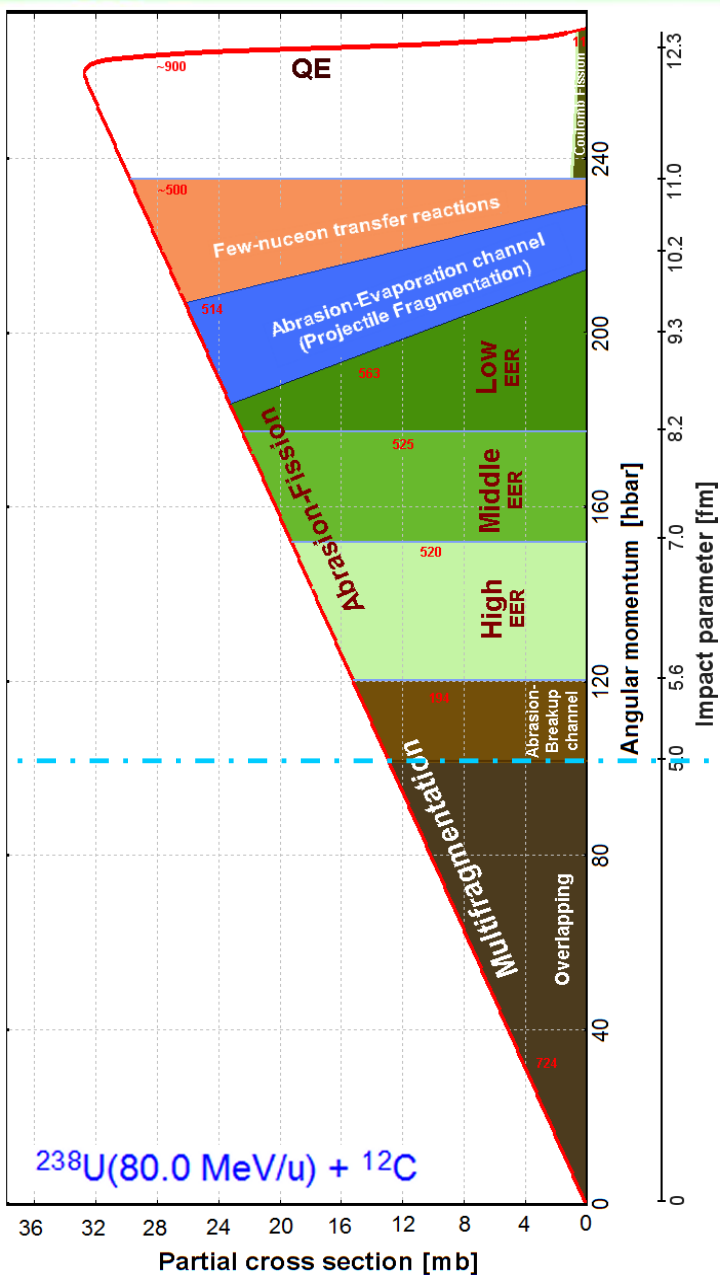 ~900
QE
Coulomb Fission
~500
Few-nuceon transfer reactions
514
Abrasion-Evaporation channel
(Projectile Fragmentation)
563
Low
EER
525
Middle
EER
520
High
EER
Abrasion-Fission
194
Abrasion-
Breakup
channel
Multifragmentation
Overlapping
724
238U(80.0 MeV/u) + 12C
36 32 28 24 20 16 12 8 4 0
Partial cross section [mb]
240
200
160
120
80
40
0
Angular momentum [hbar]
12.3
11.0
10.2
9.3
8.2
7.0
5.6
5.0
0
Impact parameter [fm]